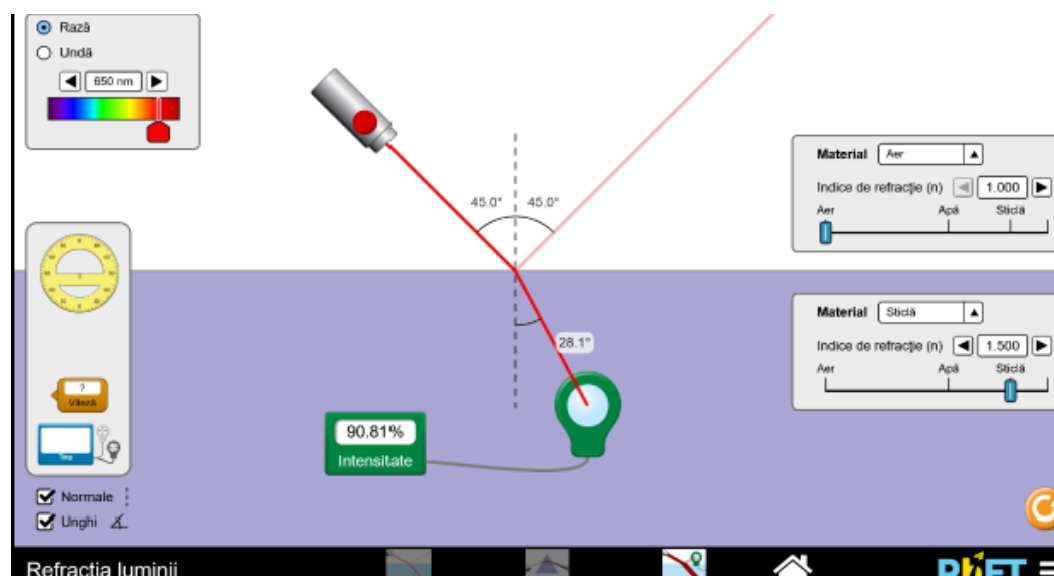 Rază
Undă
650 nm
45.0° 45.0°
Material Aer
Indice de refracție (n) 1.000
Aer Apă Sticlă
Material Sticlă
Indice de refracție (n) 1.500
Aer Apă Sticlă
28.1°
?
Viteză
90.81%
Intensitate
Timp
Normale
Unghi
Refracția luminii
PhET